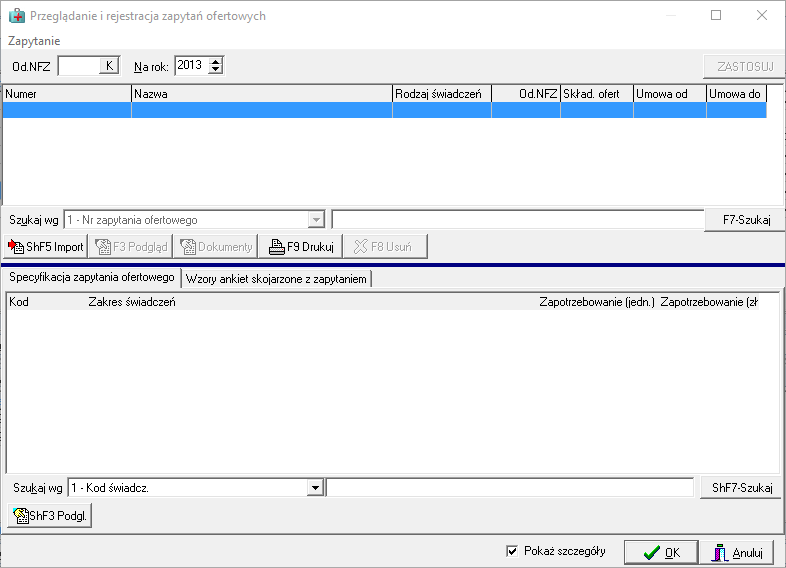 Przeglądanie i rejestracja zapytań ofertowych
Zapytanie
Od.NFZ K Na rok: 2013 ZASTOSUJ
Numer Nazwa Rodzaj świadczeń Od.NFZ Skład. ofert Umowa od Umowa do
Szukaj wg 1 - Nr zapytania ofertowego F7-Szukaj
ShF5 Import F3 Podgląd Dokumenty F9 Drukuj F8 Usuń
Specyfikacja zapytania ofertowego Wzory ankiet skojarzone z zapytaniem
Kod Zakres świadczeń Zapotrzebowanie (jedn.) Zapotrzebowanie (zł
Szukaj wg 1 - Kod świadcz. ShF7-Szukaj
ShF3 Podgl.
Pokaż szczegóły OK Anuluj